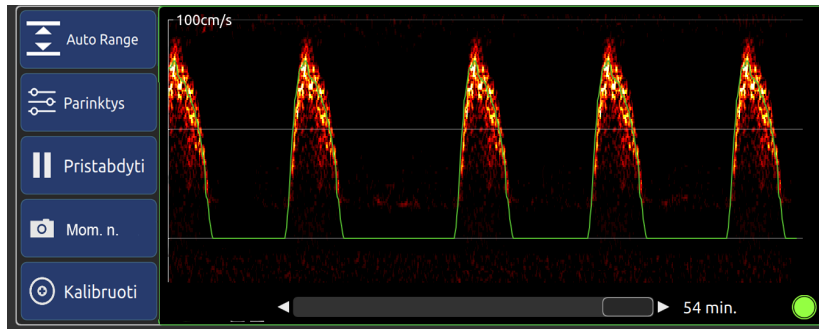 Auto Range
Parinktys
Pristabdyti
Mom. n.
Kalibruoti
100cm/s
54 min.